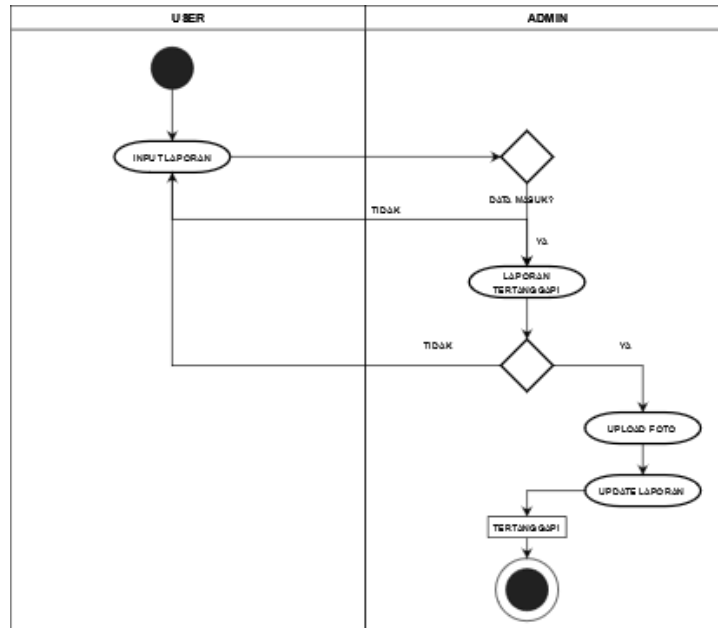 USER
ADMIN
INPUT LAPORAN
DATA MASUK?
TIDAK
YA
LAPORAN
TERTANGGAPI
TIDAK
YA
UPLOAD FOTO
UPDATE LAPORAN
TERTANGGAPI